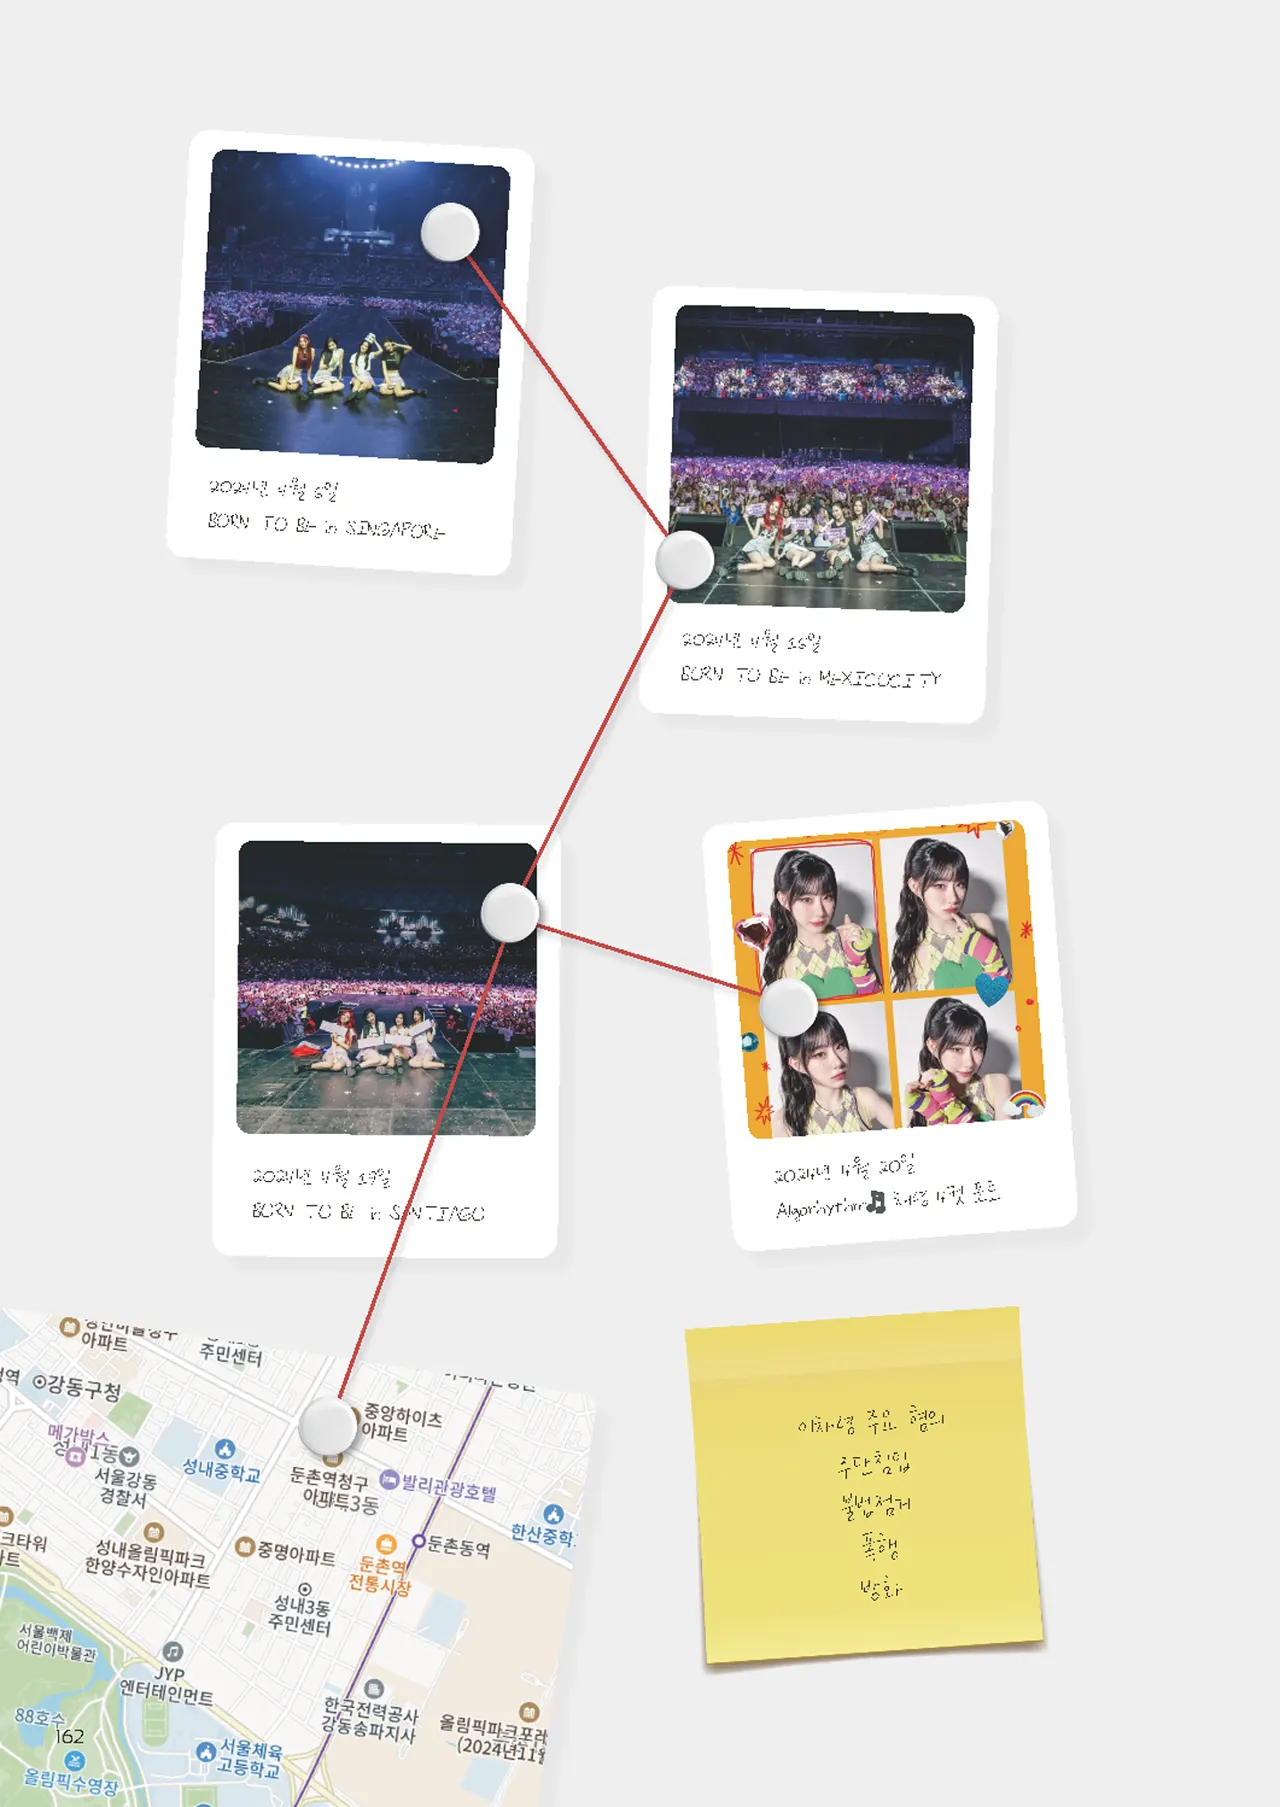 2024년 4월 6일
BORN TO BE in SINGAPORE
2024년 4월 16일
BORN TO BE in MEXICOCITY
2024년 4월 19일
BORN TO BE in SANTIAGO
2024년 4월 20일
Algorhythm 채령 4컷 포토
아파트
주민센터
강동구청
중앙하이츠
아파트
메가박스
성내1동
서울강동
경찰서
성내중학교
둔촌역청구
아파트
발리관광호텔
한산중학
크타워
성내올림픽파크
한양수자인아파트
중명아파트
둔촌동역
둔촌역
전통시장
성내3동
주민센터
서울백제
어린이박물관
JYP
엔터테인먼트
한국전력공사
강동송파지사
올림픽파크포레
(2024년11월
88호수
162
서울체육
고등학교
올림픽수영장
이채령 주요 혐의
무단침입
불법점거
폭행
방화